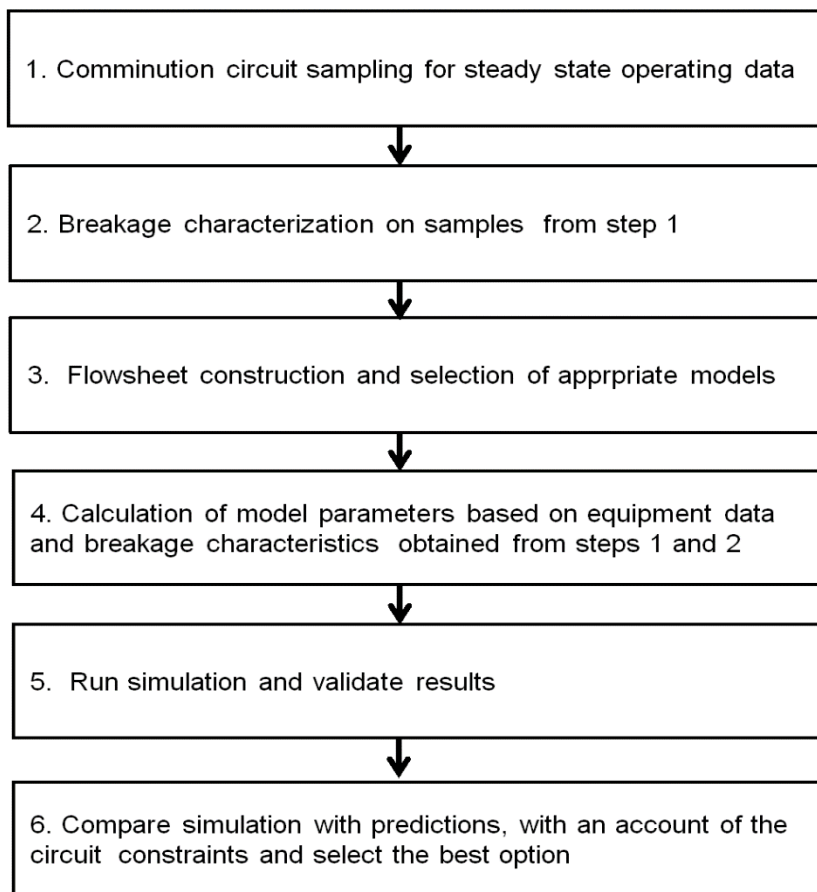 1. Comminution circuit sampling for steady state operating data
2. Breakage characterization on samples from step 1
3. Flowsheet construction and selection of apprpriate models
4. Calculation of model parameters based on equipment data
and breakage characteristics obtained from steps 1 and 2
5. Run simulation and validate results
6. Compare simulation with predictions, with an account of the
circuit constraints and select the best option